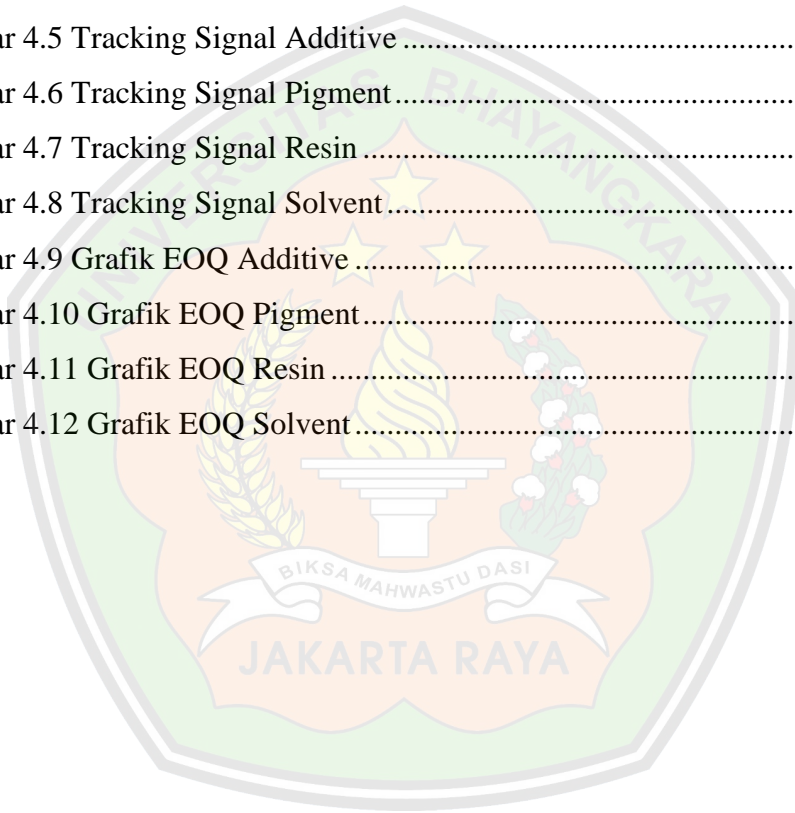 ar 4.5 Tracking Signal Additive ..................................................
ar 4.6 Tracking Signal Pigment ...................................................
ar 4.7 Tracking Signal Resin .......................................................
ar 4.8 Tracking Signal Solvent ....................................................
ar 4.9 Grafik EOQ Additive ........................................................
ar 4.10 Grafik EOQ Pigment .......................................................
ar 4.11 Grafik EOQ Resin ...........................................................
ar 4.12 Grafik EOQ Solvent ........................................................
UNIVERSITAS BHAYANGKARA
BIKSA MAHWASTU DASI
JAKARTA RAYA